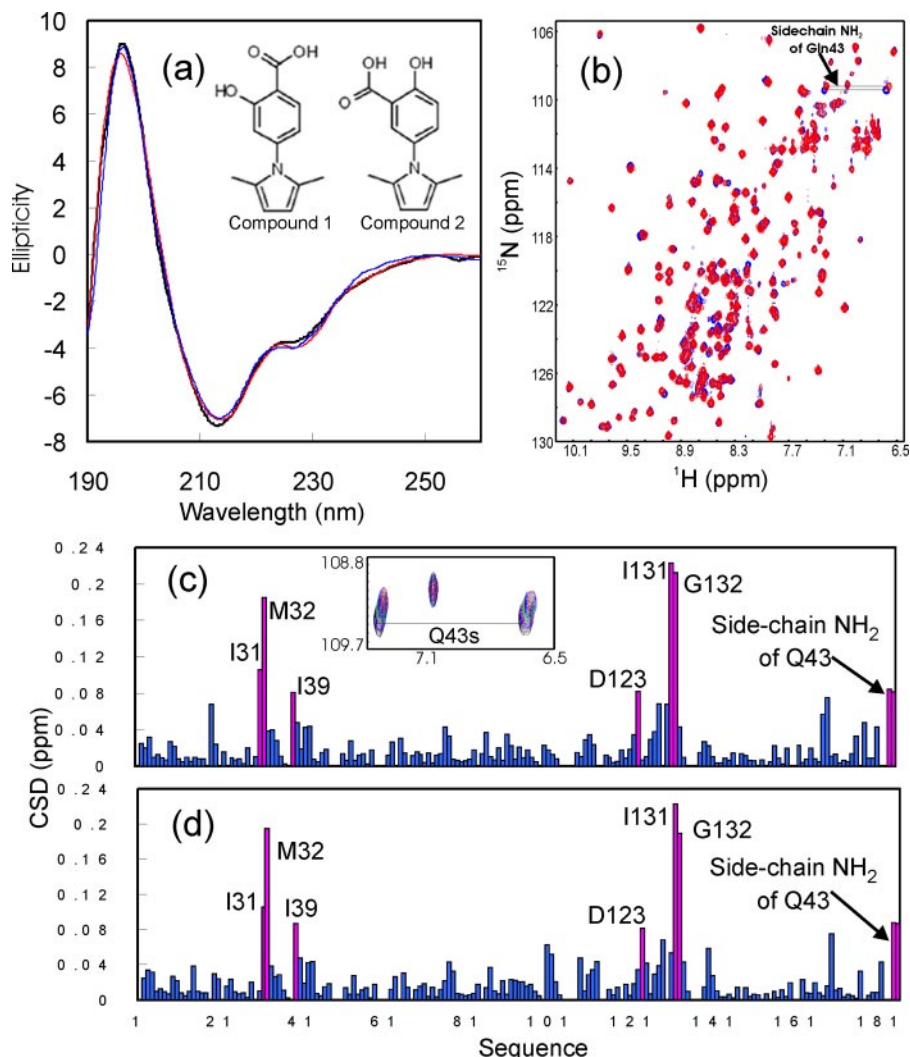 10
8
6
4
2
0
-2
-4
-6
-8
Ellipticity
(a)
O
OH
HO
N
Compound 1
OH
OH
O
N
Compound 2
190 210 230 250
Wavelength (nm)
(b)
Sidechain NH2
of Gln43
106
110
114
118
122
126
130
15N (ppm)
10.1 9.5 8.9 8.3 7.7 7.1 6.5
1H (ppm)
(c)
0.24
0.2
0.16
0.12
0.08
0.04
0
I31
M32
I39
108.8
109.7
Q43s
7.1 6.5
D123
I131
G132
Side-chain NH2
of Q43
CSD (ppm)
(d)
0.24
0.2
0.16
0.12
0.08
0.04
0
I31
M32
I39
D123
I131
G132
Side-chain NH2
of Q43
1 21 41 61 81 101 121 141 161 181
Sequence